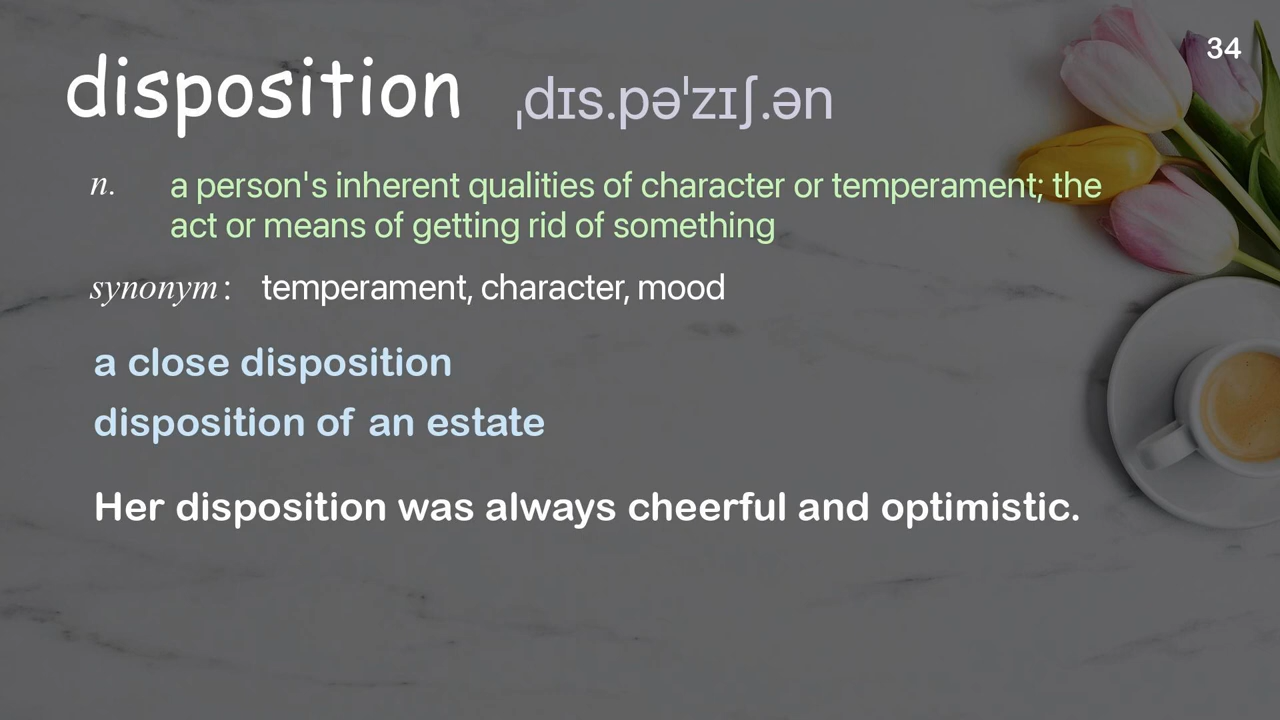 34
disposition ˌdɪs.pəˈzɪʃ.ən
n. a person's inherent qualities of character or temperament; the
act or means of getting rid of something
synonym: temperament, character, mood
a close disposition
disposition of an estate
Her disposition was always cheerful and optimistic.